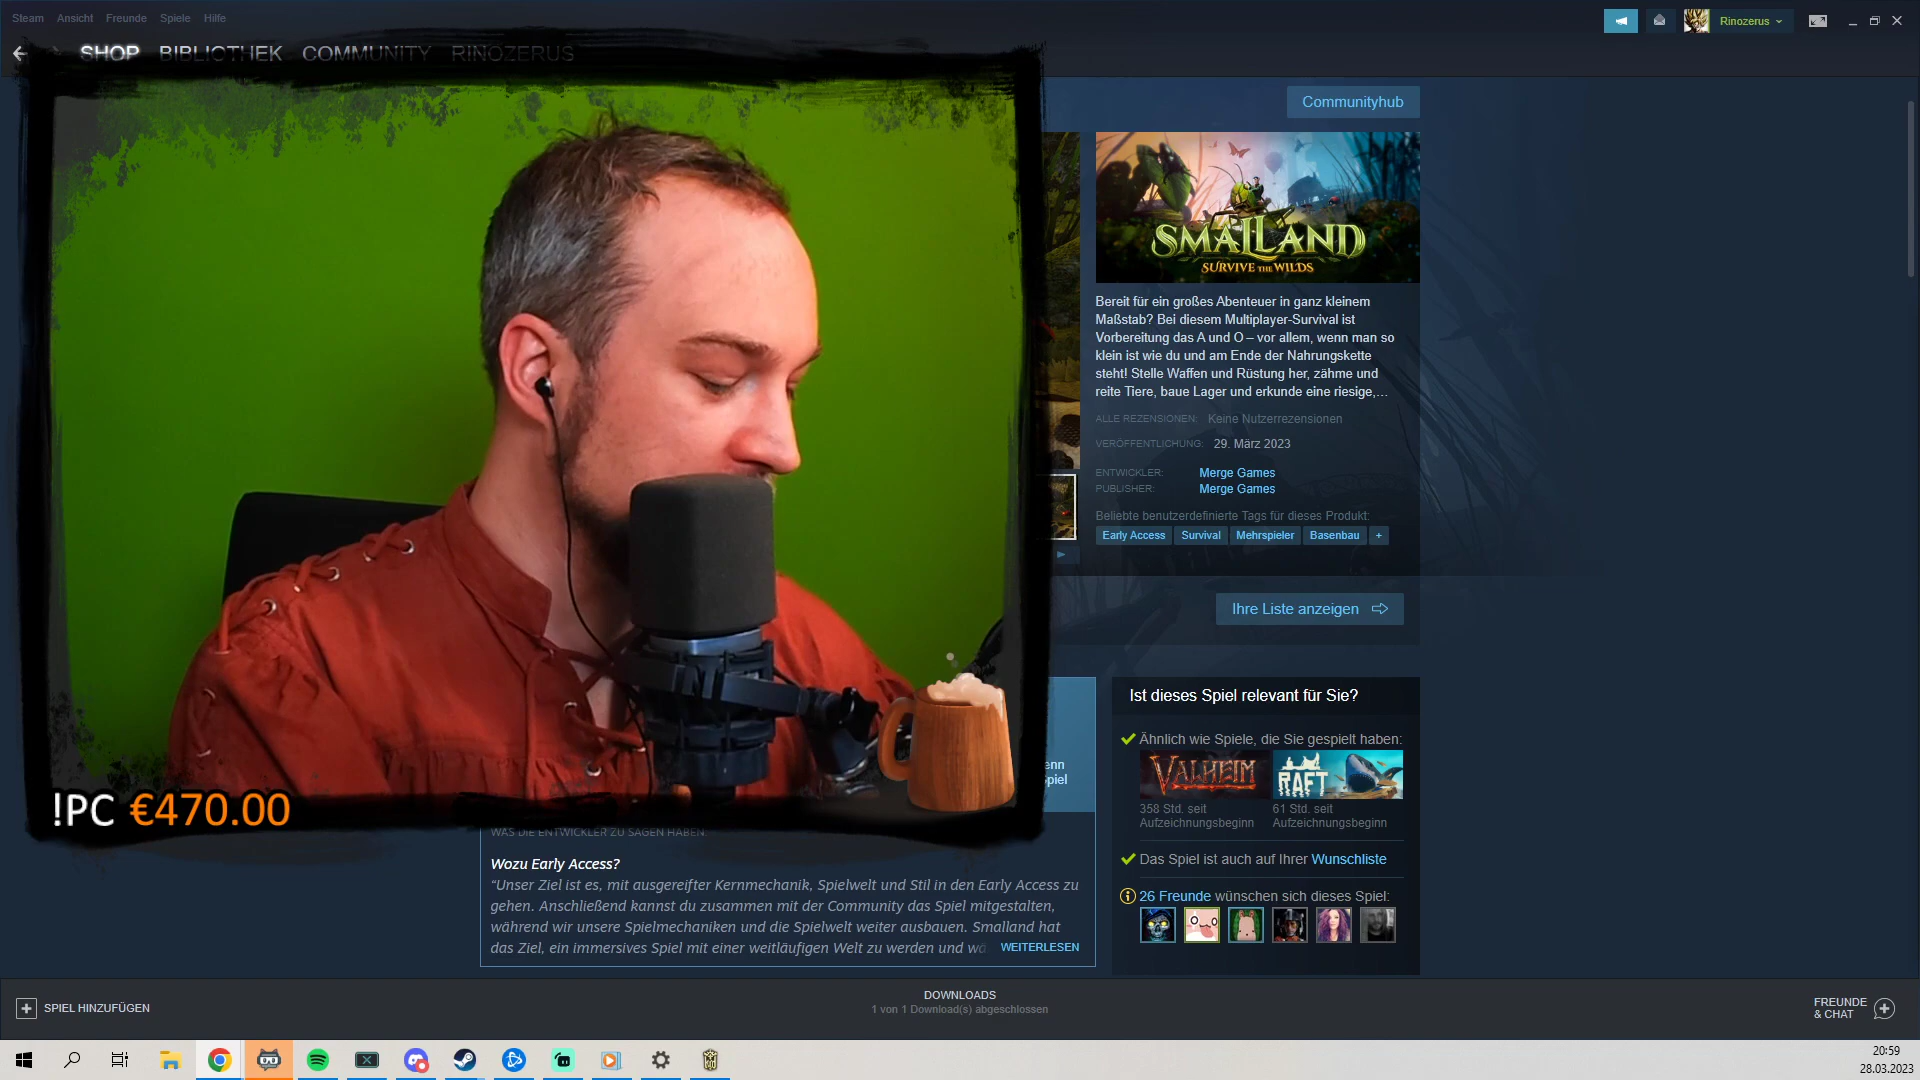 Steam Ansicht Freunde Spiele Hilfe
Rinozerus
SHOP BIBLIOTHEK COMMUNITY RINOZERUS
Communityhub
SMALLAND
SURVIVE THE WILDS
Bereit für ein großes Abenteuer in ganz kleinem
Maßstab? Bei diesem Multiplayer-Survival ist
Vorbereitung das A und O – vor allem, wenn man so
klein ist wie du und am Ende der Nahrungskette
steht! Stelle Waffen und Rüstung her, zähme und
reite Tiere, baue Lager und erkunde eine riesige,...
ALLE REZENSIONEN: Keine Nutzerrezensionen
VERÖFFENTLICHUNG: 29. März 2023
ENTWICKLER: Merge Games
PUBLISHER: Merge Games
Beliebte benutzerdefinierte Tags für dieses Produkt:
Early Access Survival Mehrspieler Basenbau +
Ihre Liste anzeigen
Ist dieses Spiel relevant für Sie?
Ähnlich wie Spiele, die Sie gespielt haben:
VALHEIM RAFT
358 Std. seit
Aufzeichnungsbeginn
61 Std. seit
Aufzeichnungsbeginn
Das Spiel ist auch auf Ihrer Wunschliste
26 Freunde wünschen sich dieses Spiel:
!PC €470.00
WAS DIE ENTWICKLER ZU SAGEN HABEN:
Wozu Early Access?
“Unser Ziel ist es, mit ausgereifter Kernmechanik, Spielwelt und Stil in den Early Access zu
gehen. Anschließend kannst du zusammen mit der Community das Spiel mitgestalten,
während wir unsere Spielmechaniken und die Spielwelt weiter ausbauen. Smalland hat
das Ziel, ein immersives Spiel mit einer weitläufigen Welt zu werden und wä
WEITERLESEN
SPIEL HINZUFÜGEN
DOWNLOADS
1 von 1 Download(s) abgeschlossen
FREUNDE
& CHAT
20:59
28.03.2023